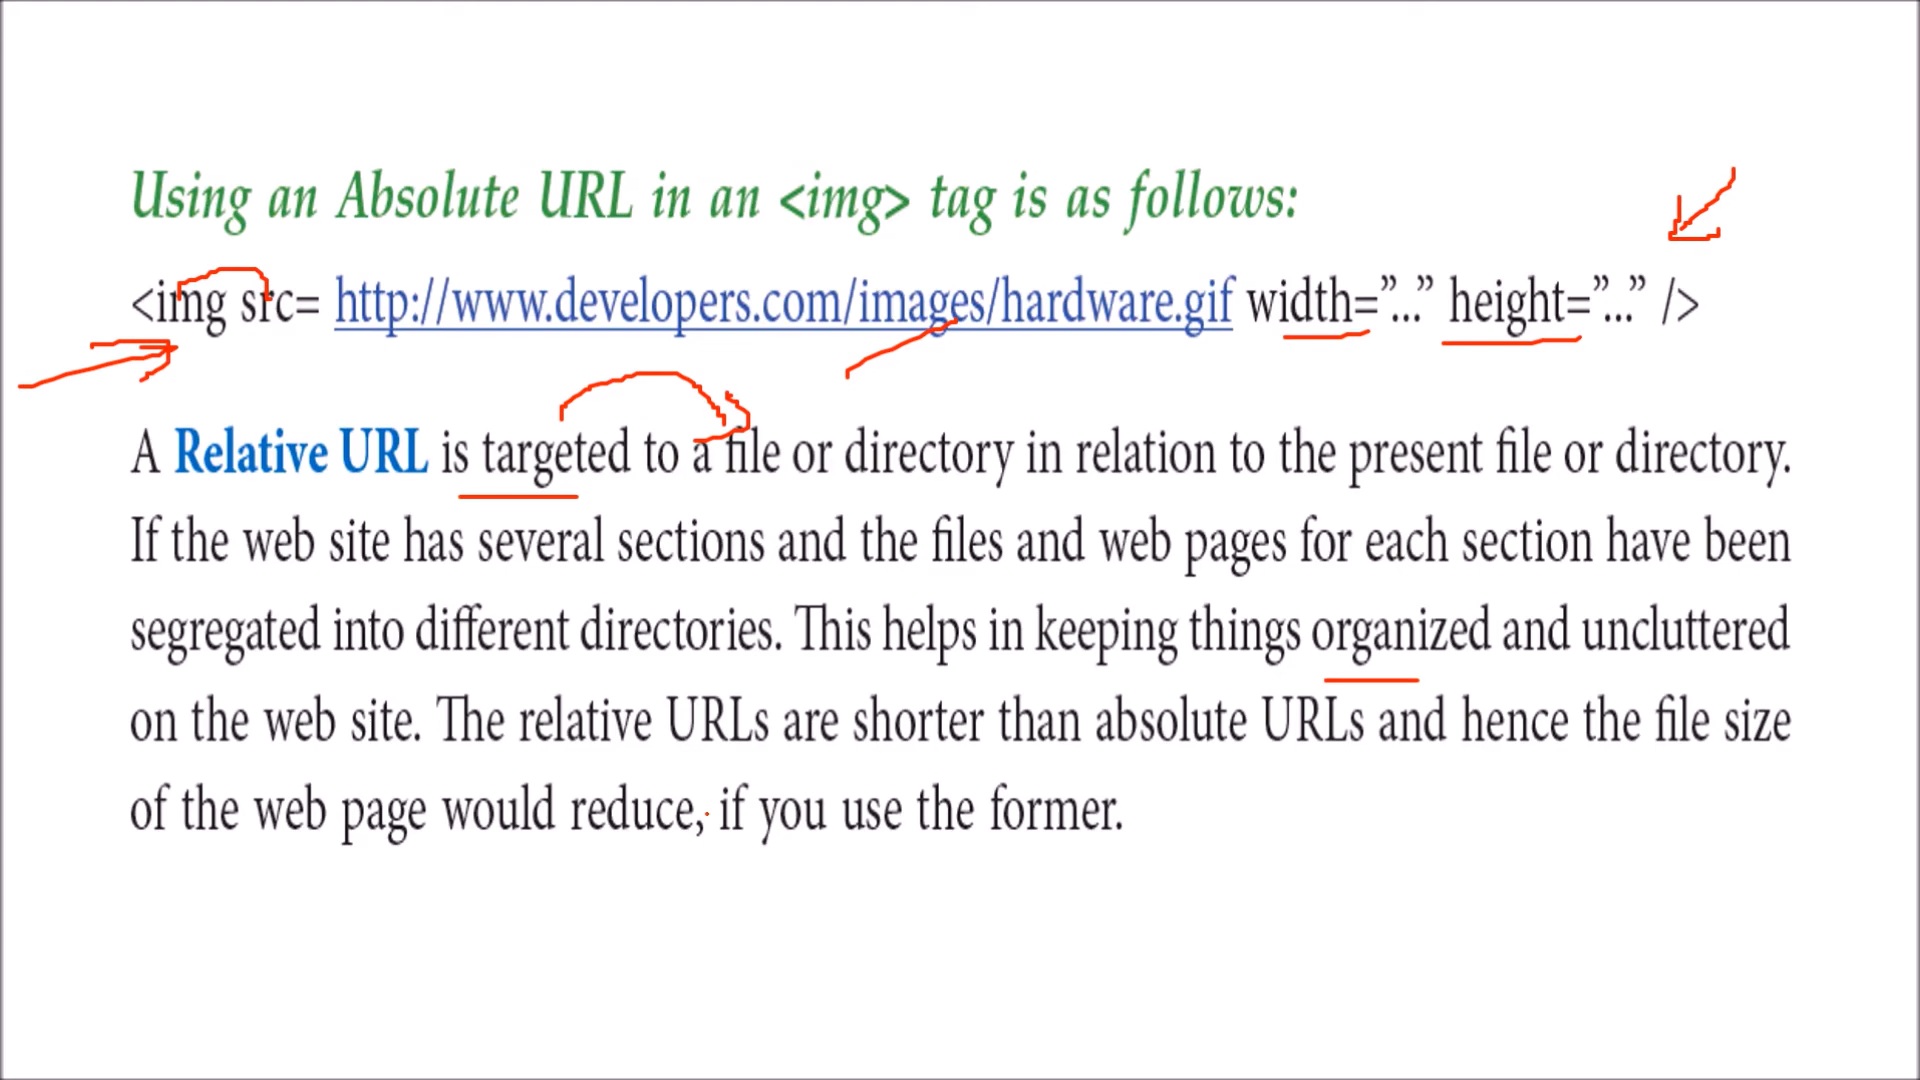 Using an Absolute URL in an <img> tag is as follows:
<img src= http://www.developers.com/images/hardware.gif width=”...” height=”...” />
A Relative URL is targeted to a file or directory in relation to the present file or directory.
If the web site has several sections and the files and web pages for each section have been
segregated into different directories. This helps in keeping things organized and uncluttered
on the web site. The relative URLs are shorter than absolute URLs and hence the file size
of the web page would reduce, if you use the former.